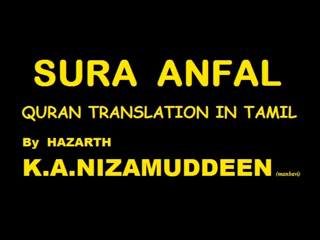 SURA ANFAL
QURAN TRANSLATION IN TAMIL
By HAZARTH
K.A.NIZAMUDDEEN (manbavi)